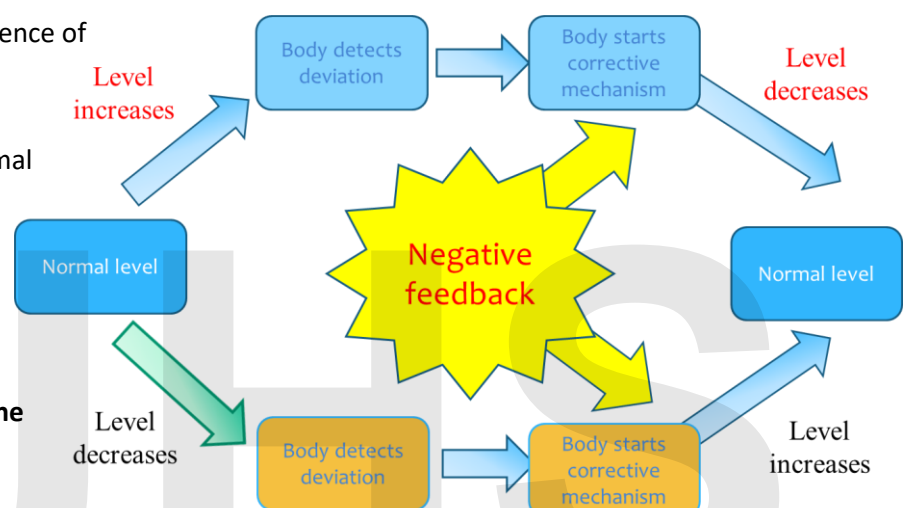 ence of
Body detects
deviation
Body starts
corrective
mechanism
Level
increases
Level
decreases
nal
Normal level
Negative
feedback
Normal level
ne
Level
decreases
Body detects
deviation
Body starts
corrective
mechanism
Level
increases
JHS